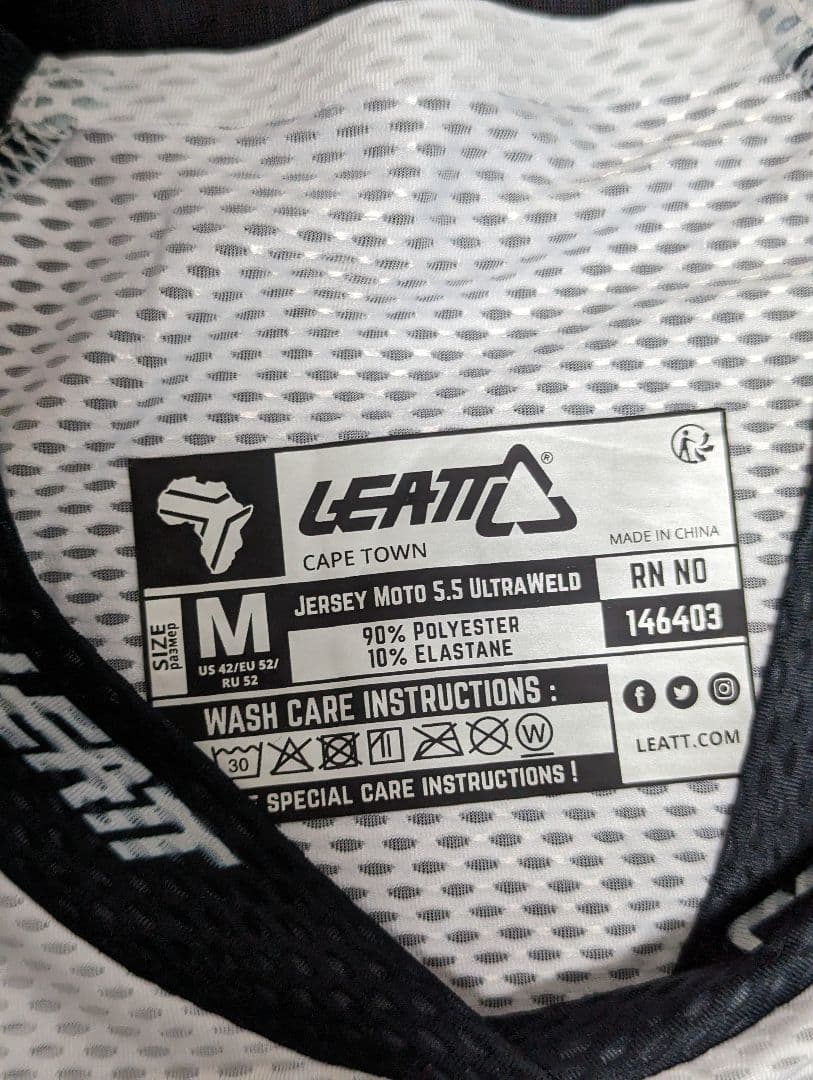 LEATT®
CAPE TOWN
MADE IN CHINA
SIZE
размер
M
US 42/EU 52/
RU 52
JERSEY MOTO 5.5 ULTRAWELD
90% POLYESTER
10% ELASTANE
RN NO
146403
WASH CARE INSTRUCTIONS :
30
W
SPECIAL CARE INSTRUCTIONS !
LEATT.COM
LEATT